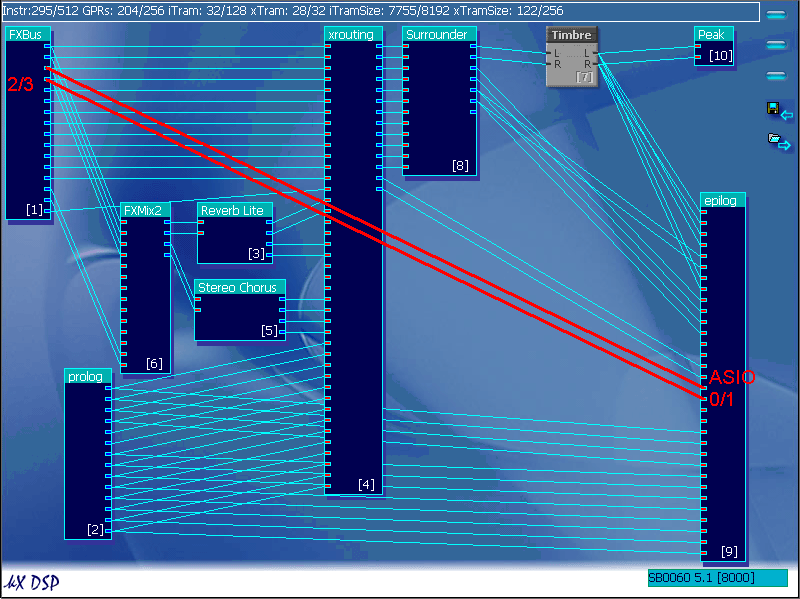 Instr:295/512 GPRs: 204/256 iTram: 32/128 xTram: 28/32 iTramSize: 7755/8192 xTramSize: 122/256
FXBus
xrouting
Surrounder
Timbre
Peak
L L
R R
[7]
[10]
2/3
[8]
epilog
[1]
FXMix2
Reverb Lite
[3]
Stereo Chorus
[5]
[6]
prolog
ASIO
0/1
[4]
[2]
[9]
µX DSP
SB0060 5.1 [8000]